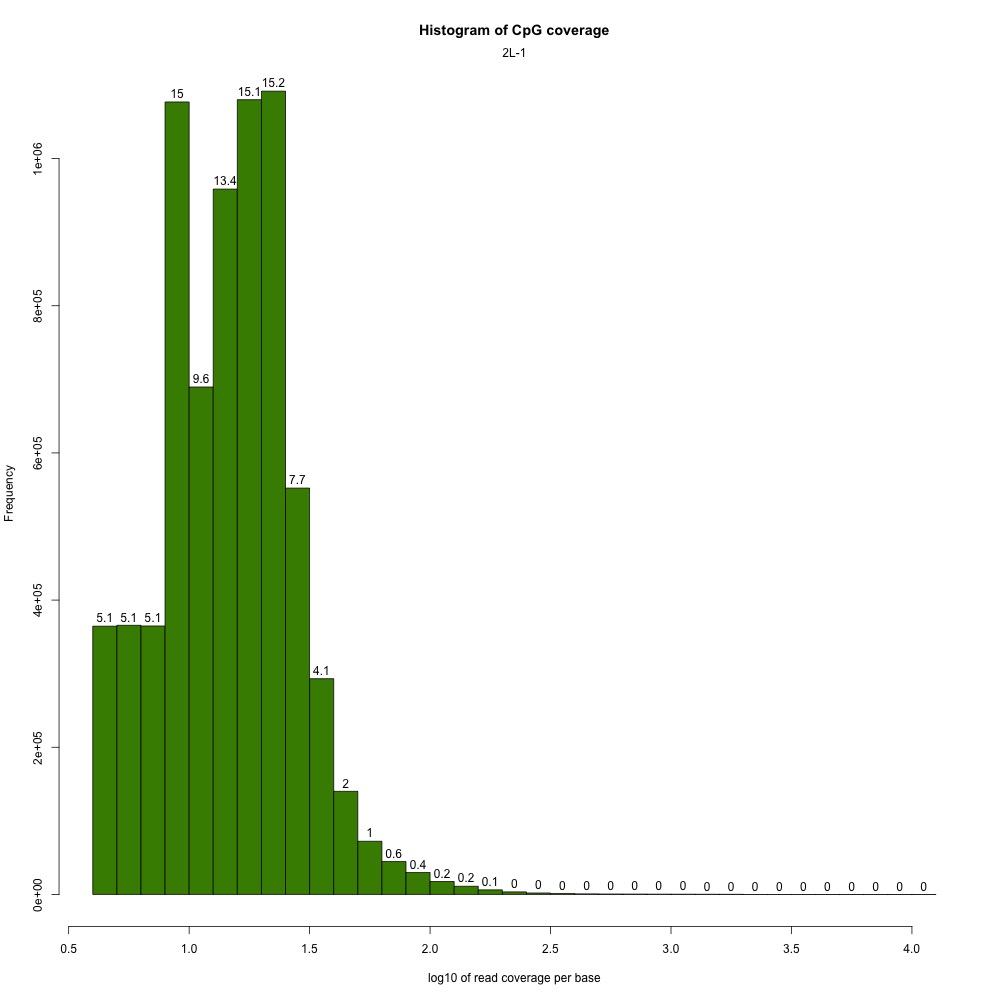 Histogram of CpG coverage
2L-1
Frequency
1e+06
8e+05
6e+05
4e+05
2e+05
0e+00
5.1 5.1 5.1 15 9.6 13.4 15.1 15.2 7.7 4.1 2 1 0.6 0.4 0.2 0.2 0.1 0 0 0 0 0 0 0 0 0 0 0 0 0 0 0 0 0 0
0.5 1.0 1.5 2.0 2.5 3.0 3.5 4.0
log10 of read coverage per base